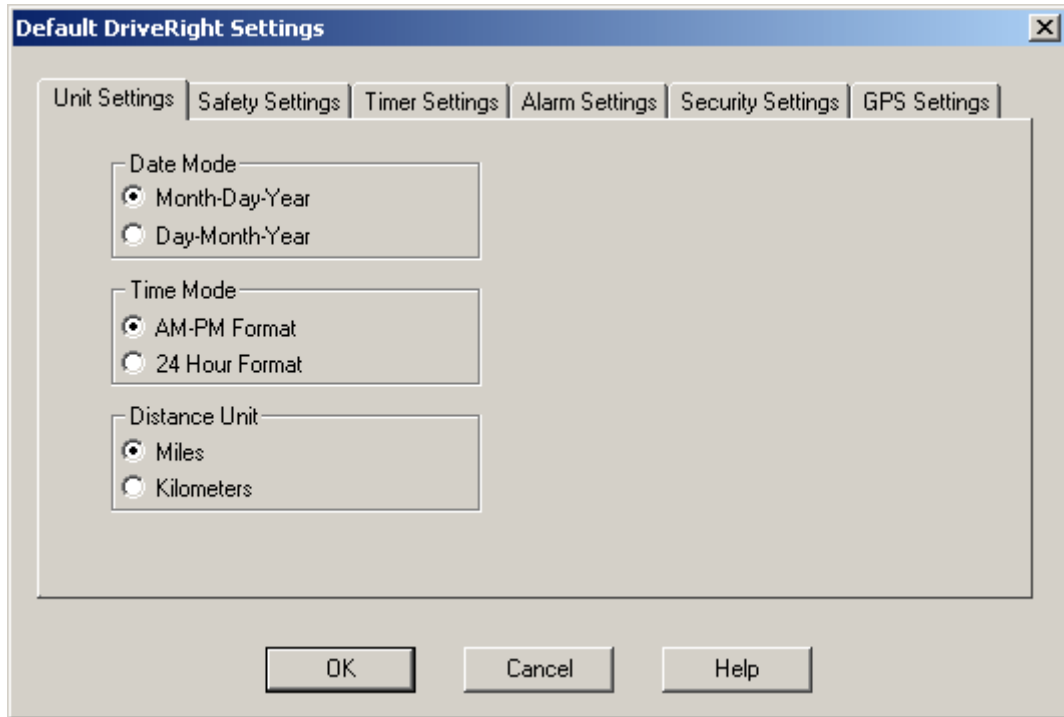 Default DriveRight Settings
Unit Settings Safety Settings Timer Settings Alarm Settings Security Settings GPS Settings
Date Mode
Month-Day-Year
Day-Month-Year
Time Mode
AM-PM Format
24 Hour Format
Distance Unit
Miles
Kilometers
OK Cancel Help